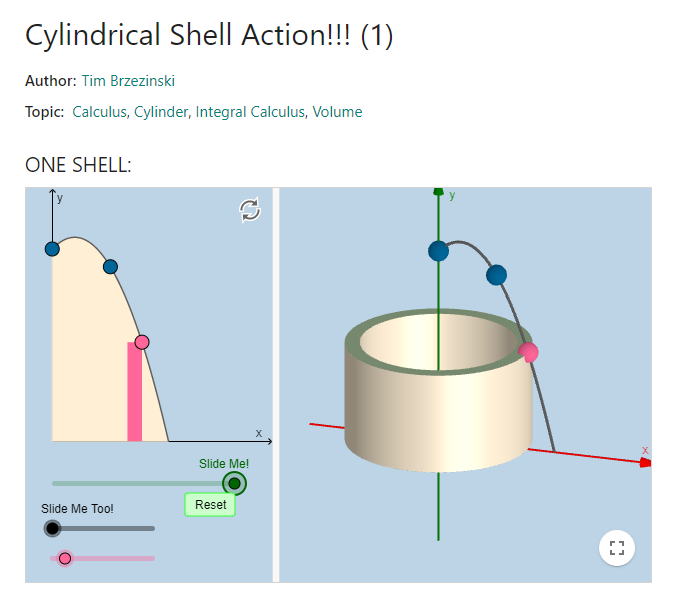 Cylindrical Shell Action!!! (1)
Author: Tim Brzezinski
Topic: Calculus, Cylinder, Integral Calculus, Volume
ONE SHELL:
y
x
Slide Me!
Reset
Slide Me Too!
y
x